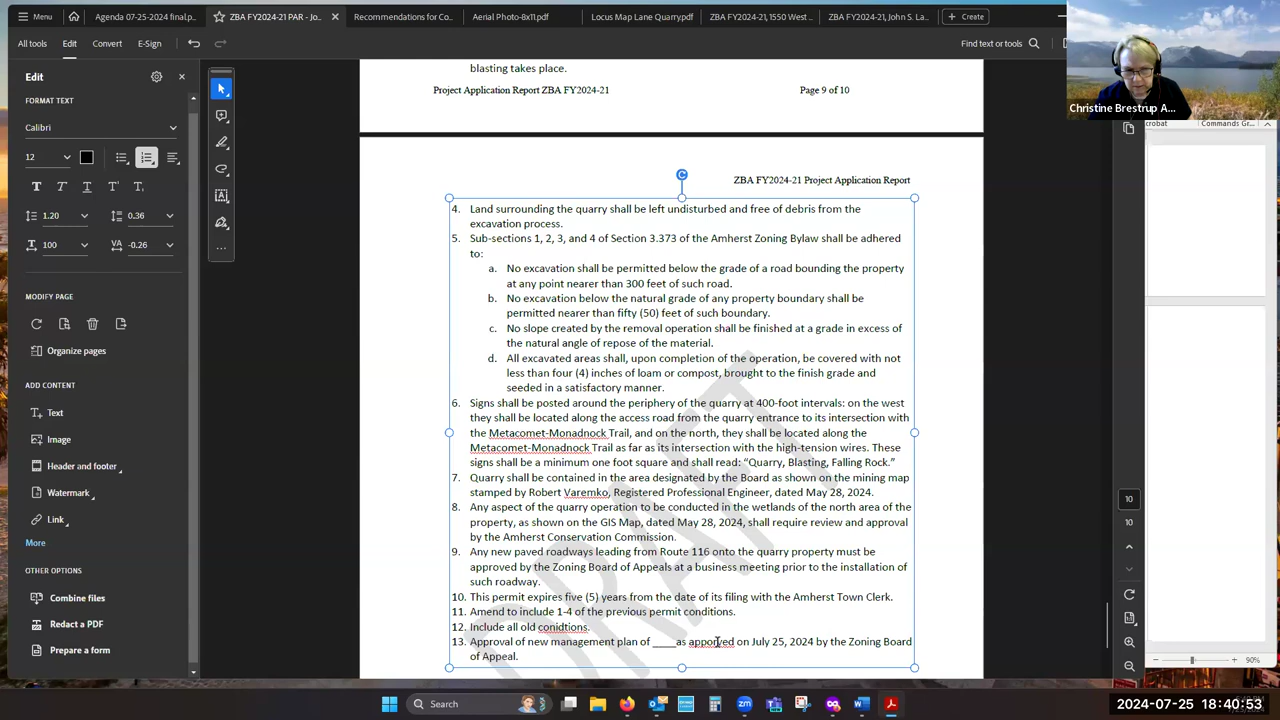 Menu
Agenda 07-25-2024 final.p...
ZBA FY2024-21 PAR - Jo...
Recommendations for Co...
Aerial Photo-8x11pdf
Locus Map Lane Quarry.pdf
ZBA FY2024-21, 1550 West ...
ZBA FY2024-21, John S. La...
Create
All tools
Edit
Convert
E-Sign
Find text or tools
Christine Brestrup A...
Edit
FORMAT TEXT
Calibri
12
1.20
0.36
100
-0.26
MODIFY PAGE
Organize pages
ADD CONTENT
Text
Image
Header and footer
Watermark
Link
More
OTHER OPTIONS
Combine files
Redact a PDF
Prepare a form
blasting takes place.
Project Application Report ZBA FY2024-21
Page 9 of 10
ZBA FY2024-21 Project Application Report
4. Land surrounding the quarry shall be left undisturbed and free of debris from the
excavation process.
5. Sub-sections 1, 2, 3, and 4 of Section 3.373 of the Amherst Zoning Bylaw shall be adhered
to:
a. No excavation shall be permitted below the grade of a road bounding the property
at any point nearer than 300 feet of such road.
b. No excavation below the natural grade of any property boundary shall be
permitted nearer than fifty (50) feet of such boundary.
c. No slope created by the removal operation shall be finished at a grade in excess of
the natural angle of repose of the material.
d. All excavated areas shall, upon completion of the operation, be covered with not
less than four (4) inches of loam or compost, brought to the finish grade and
seeded in a satisfactory manner.
6. Signs shall be posted around the periphery of the quarry at 400-foot intervals: on the west
they shall be located along the access road from the quarry entrance to its intersection with
the Metacomet-Monadnock Trail, and on the north, they shall be located along the
Metacomet-Monadnock Trail as far as its intersection with the high-tension wires. These
signs shall be a minimum one foot square and shall read: “Quarry, Blasting, Falling Rock.”
7. Quarry shall be contained in the area designated by the Board as shown on the mining map
stamped by Robert Varemko, Registered Professional Engineer, dated May 28, 2024.
8. Any aspect of the quarry operation to be conducted in the wetlands of the north area of the
property, as shown on the GIS Map, dated May 28, 2024, shall require review and approval
by the Amherst Conservation Commission.
9. Any new paved roadways leading from Route 116 onto the quarry property must be
approved by the Zoning Board of Appeals at a business meeting prior to the installation of
such roadway.
10. This permit expires five (5) years from the date of its filing with the Amherst Town Clerk.
11. Amend to include 1-4 of the previous permit conditions.
12. Include all old conidtions.
13. Approval of new management plan of ____as apporved on July 25, 2024 by the Zoning Board
of Appeal.
DRAFT
10
10
90%
Search
2024-07-25 18:40:53